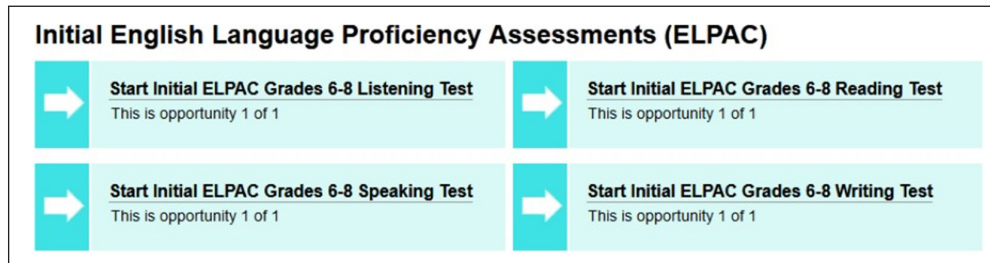 Initial English Language Proficiency Assessments (ELPAC)
Start Initial ELPAC Grades 6-8 Listening Test
This is opportunity 1 of 1
Start Initial ELPAC Grades 6-8 Reading Test
This is opportunity 1 of 1
Start Initial ELPAC Grades 6-8 Speaking Test
This is opportunity 1 of 1
Start Initial ELPAC Grades 6-8 Writing Test
This is opportunity 1 of 1